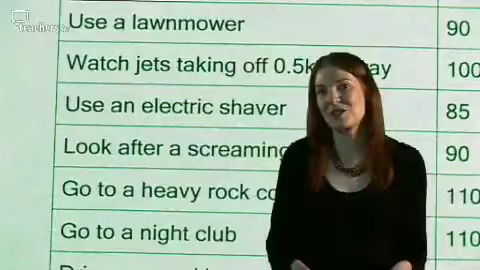 Teachers
Use a lawnmower 90
Watch jets taking off 0.5k ay 100
Use an electric shaver 85
Look after a screaming 90
Go to a heavy rock co 110
Go to a night club 110